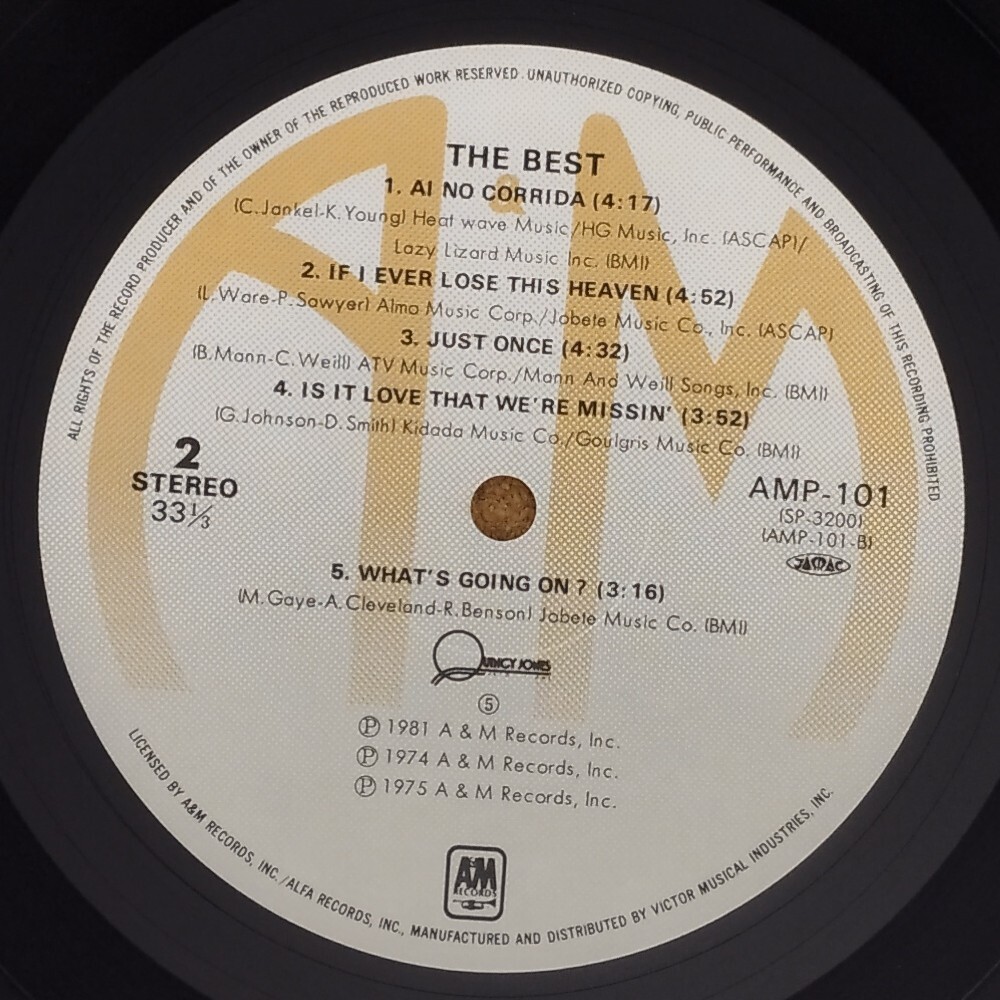 ALL RIGHTS OF THE RECORD PRODUCER AND OF THE OWNER OF THE REPRODUCED WORK RESERVED. UNAUTHORIZED COPYING, PUBLIC PERFORMANCE AND BROADCASTING OF THIS RECORDING PROHIBITED
A&M
THE BEST
1. AI NO CORRIDA (4:17)
(C.Jankel-K.Young) Heat wave Music/HG Music, Inc. (ASCAP)/
Lazy Lizard Music Inc. (BMI)
2. IF I EVER LOSE THIS HEAVEN (4:52)
(L.Ware-P.Sawyer) Almo Music Corp./Jobete Music Co., Inc. (ASCAP)
3. JUST ONCE (4:32)
(B.Mann-C.Weill) ATV Music Corp./Mann And Weill Songs, Inc. (BMI)
4. IS IT LOVE THAT WE'RE MISSIN' (3:52)
(G.Johnson-D.Smith) Kidada Music Co./Goulgris Music Co. (BMI)
2
STEREO
33⅓
AMP-101
(SP-3200)
(AMP-101-B)
JASRAC
5. WHAT'S GOING ON? (3:16)
(M.Gaye-A.Cleveland-R.Benson) Jobete Music Co. (BMI)
QUINCY JONES
⑤
Ⓟ 1981 A & M Records, Inc.
Ⓟ 1974 A & M Records, Inc.
Ⓟ 1975 A & M Records, Inc.
A&M
RECORDS
LICENSED BY A&M RECORDS, INC./ALFA RECORDS, INC., MANUFACTURED AND DISTRIBUTED BY VICTOR MUSICAL INDUSTRIES, INC.